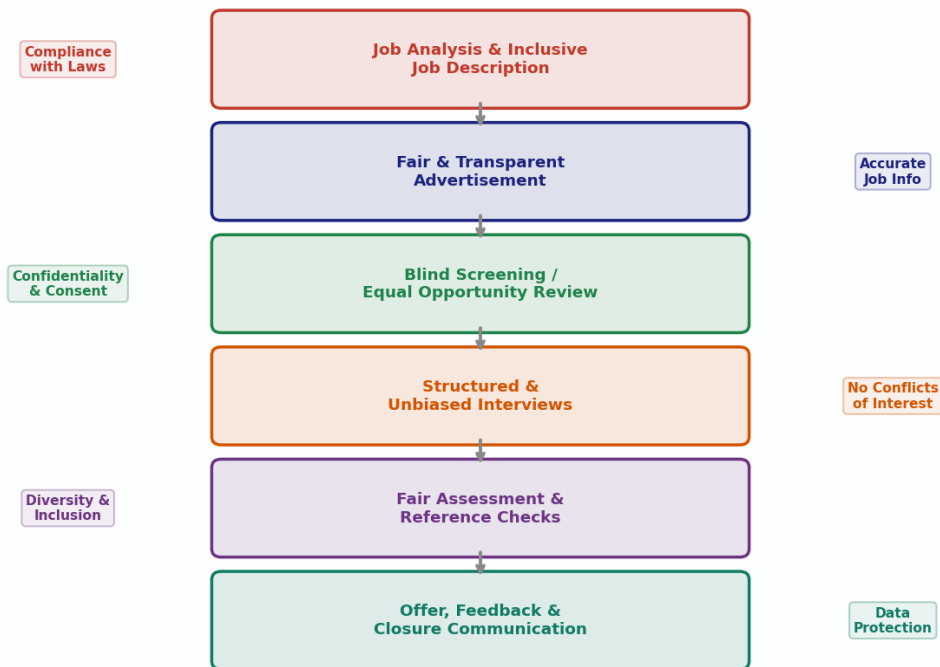 Compliance
with Laws
Job Analysis & Inclusive
Job Description
Fair & Transparent
Advertisement
Accurate
Job Info
Confidentiality
& Consent
Blind Screening /
Equal Opportunity Review
Structured &
Unbiased Interviews
No Conflicts
of Interest
Diversity &
Inclusion
Fair Assessment &
Reference Checks
Offer, Feedback &
Closure Communication
Data
Protection